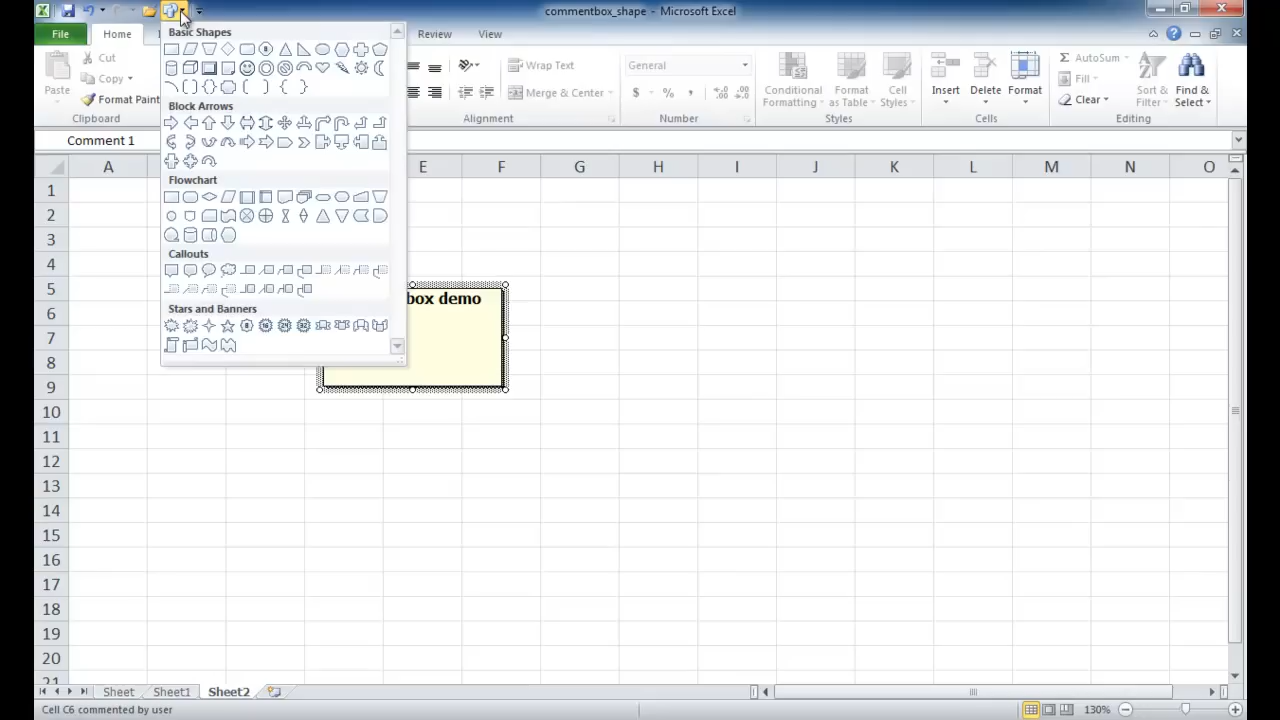 commentbox_shape - Microsoft Excel
File
Home
Review
View
Basic Shapes
Block Arrows
Flowchart
Callouts
Stars and Banners
Paste
Cut
Copy
Format Paint
Clipboard
Wrap Text
Merge & Center
Alignment
General
$ % ,
Number
Conditional
Formatting
Format
as Table
Cell
Styles
Styles
Insert
Delete
Format
Cells
AutoSum
Fill
Clear
Sort &
Filter
Find &
Select
Editing
Comment 1
A E F G H I J K L M N O
1
2
3
4
5
6
7
8
9
10
11
12
13
14
15
16
17
18
19
20
21
box demo
Sheet Sheet1 Sheet2
Cell C6 commented by user
130%